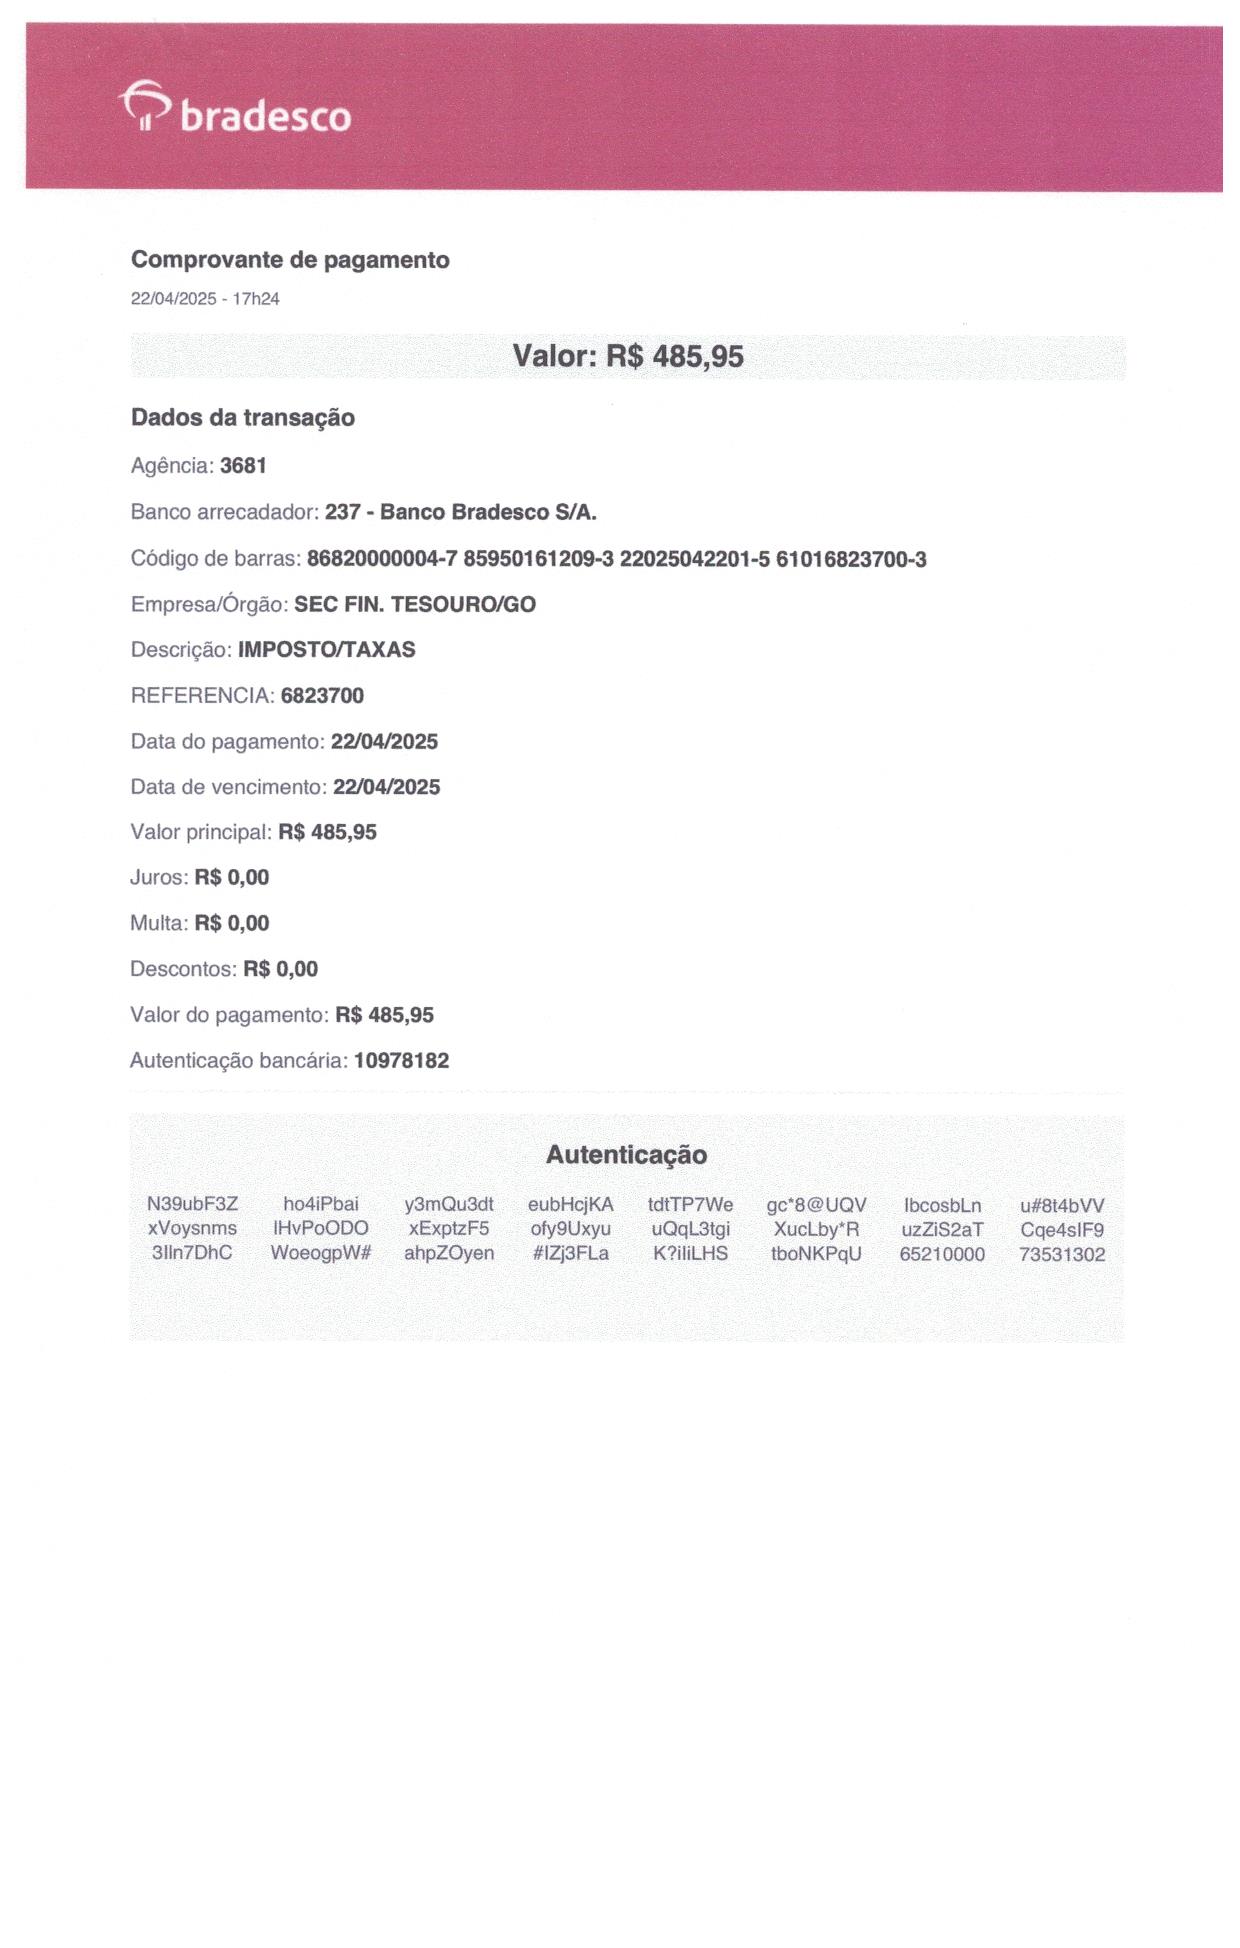 bradesco
Comprovante de pagamento
22/04/2025 - 17h24
Valor: R$ 485,95
Dados da transação
Agência: 3681
Banco arrecadador: 237 - Banco Bradesco S/A.
Código de barras: 86820000004-7 85950161209-3 22025042201-5 61016823700-3
Empresa/Órgão: SEC FIN. TESOURO/GO
Descrição: IMPOSTO/TAXAS
REFERENCIA: 6823700
Data do pagamento: 22/04/2025
Data de vencimento: 22/04/2025
Valor principal: R$ 485,95
Juros: R$ 0,00
Multa: R$ 0,00
Descontos: R$ 0,00
Valor do pagamento: R$ 485,95
Autenticação bancária: 10978182
Autenticação
N39ubF3Z ho4iPbai y3mQu3dt eubHcjKA tdtTP7We gc*8@UQV IbcosbLn u#8t4bVV
xVoysnms IHvPoODO xExptzF5 ofy9Uxyu uQqL3tgi XucLby*R uzZiS2aT Cqe4sIF9
3IIn7DhC WoeogpW# ahpZOyen #IZj3FLa K?iIiLHS tboNKPqU 65210000 73531302